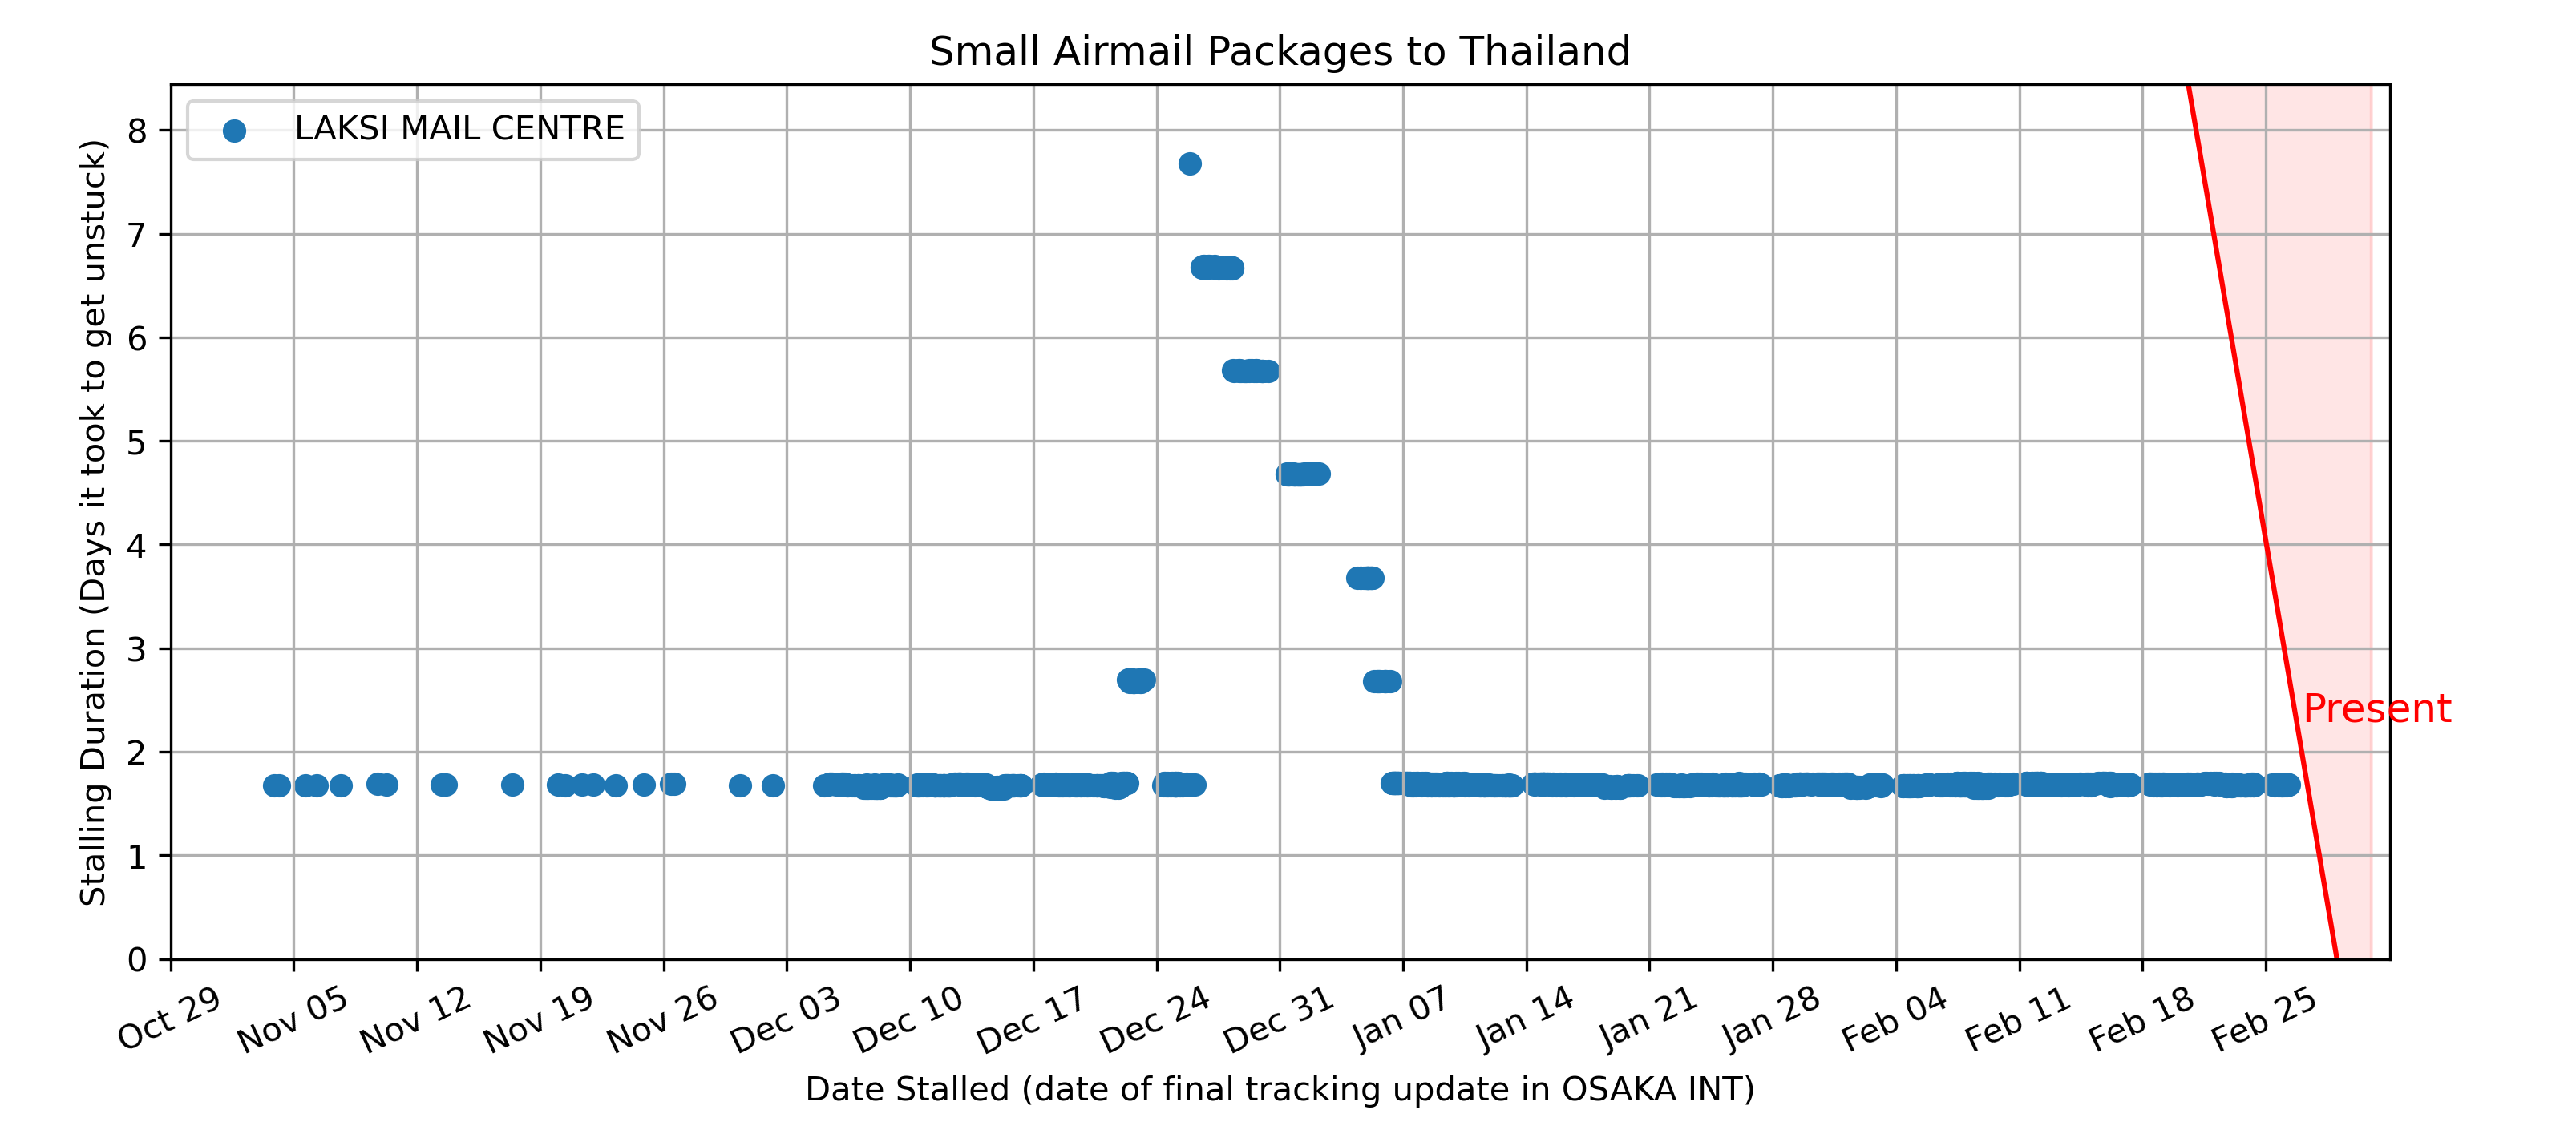 Small Airmail Packages to Thailand
LAKSI MAIL CENTRE
Stalling Duration (Days it took to get unstuck)
8
7
6
5
4
3
2
1
0
Present
Oct 29 Nov 05 Nov 12 Nov 19 Nov 26 Dec 03 Dec 10 Dec 17 Dec 24 Dec 31 Jan 07 Jan 14 Jan 21 Jan 28 Feb 04 Feb 11 Feb 18 Feb 25
Date Stalled (date of final tracking update in OSAKA INT)